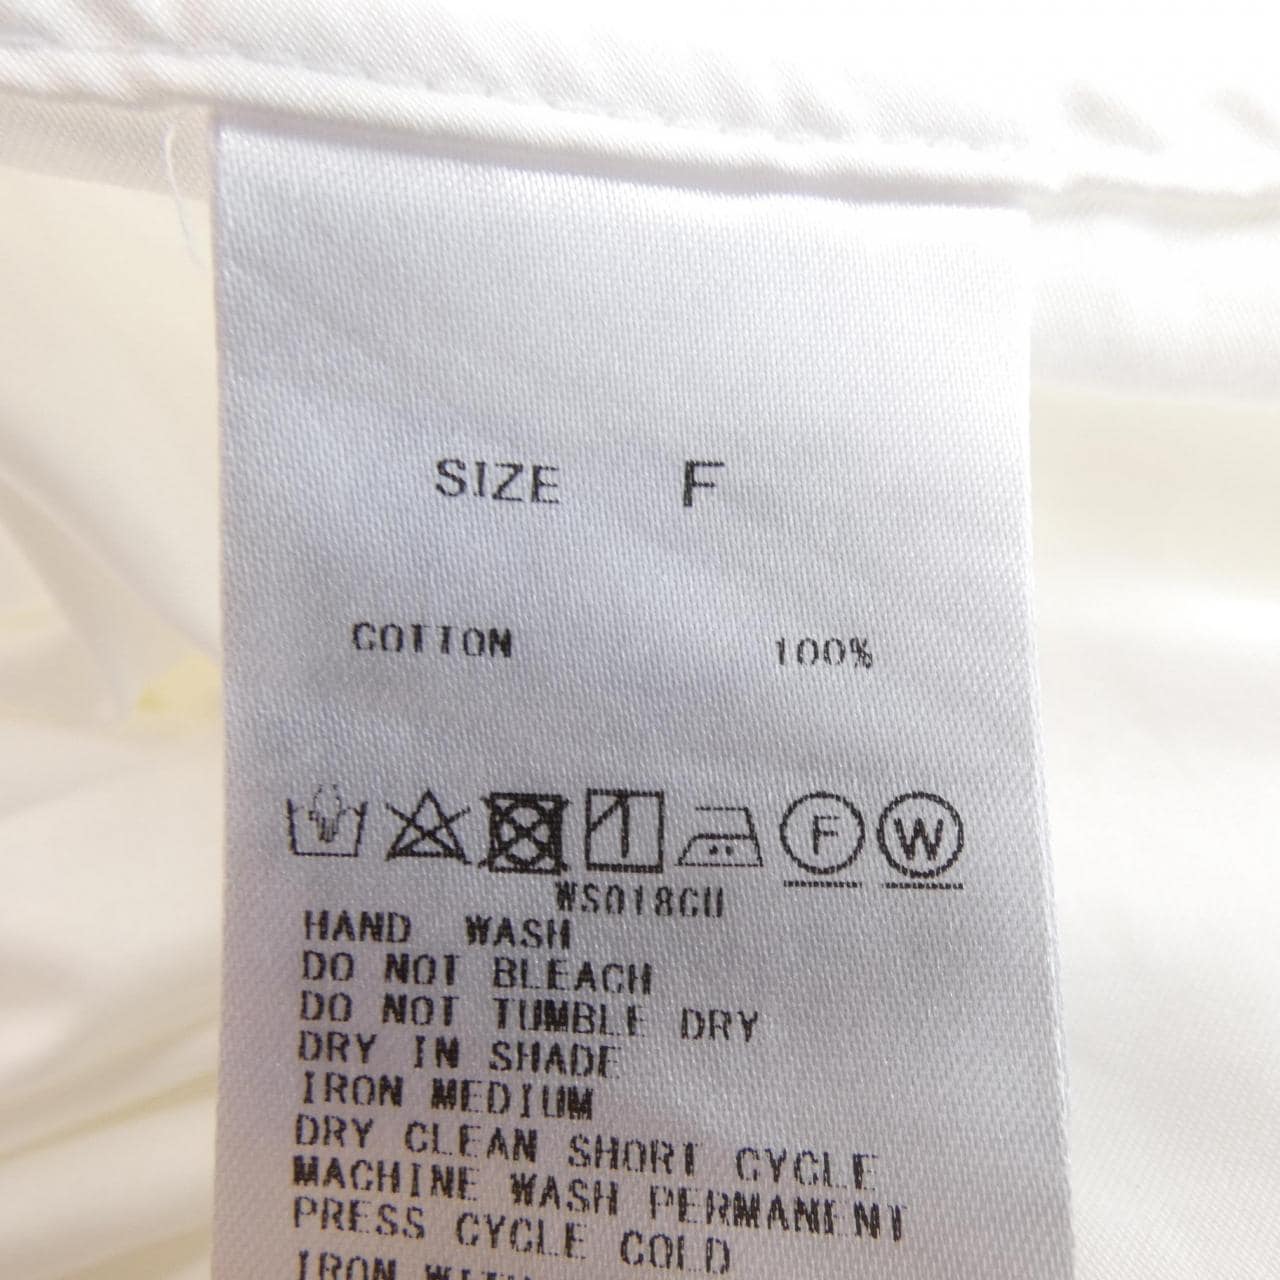 SIZE F
COTTON 100%
F W
WS018CU
HAND WASH
DO NOT BLEACH
DO NOT TUMBLE DRY
DRY IN SHADE
IRON MEDIUM
DRY CLEAN SHORT CYCLE
MACHINE WASH PERMANENT
PRESS CYCLE COLD
IRON